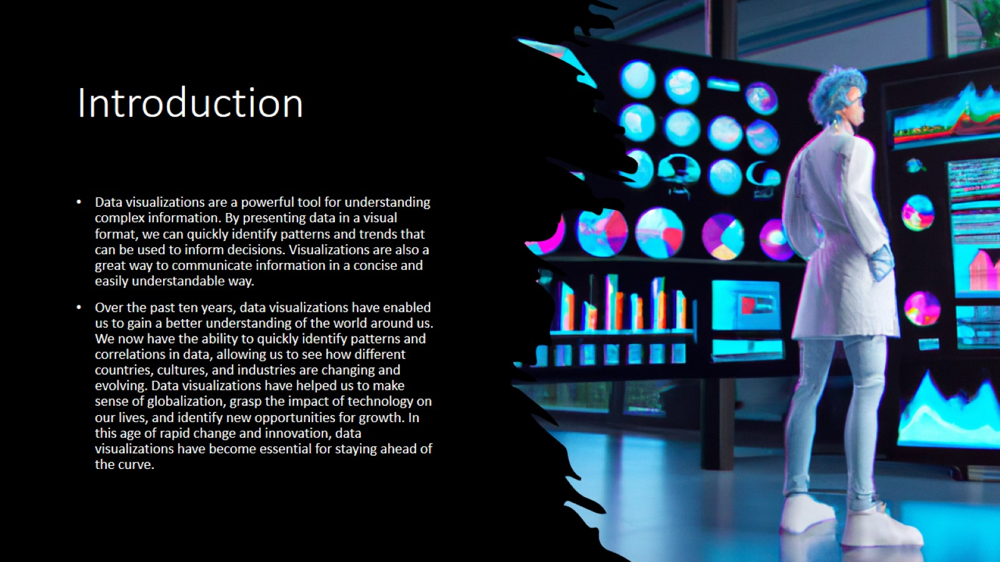 Introduction
• Data visualizations are a powerful tool for understanding
complex information. By presenting data in a visual
format, we can quickly identify patterns and trends that
can be used to inform decisions. Visualizations are also a
great way to communicate information in a concise and
easily understandable way.
• Over the past ten years, data visualizations have enabled
us to gain a better understanding of the world around us.
We now have the ability to quickly identify patterns and
correlations in data, allowing us to see how different
countries, cultures, and industries are changing and
evolving. Data visualizations have helped us to make
sense of globalization, grasp the impact of technology on
our lives, and identify new opportunities for growth. In
this age of rapid change and innovation, data
visualizations have become essential for staying ahead of
the curve.